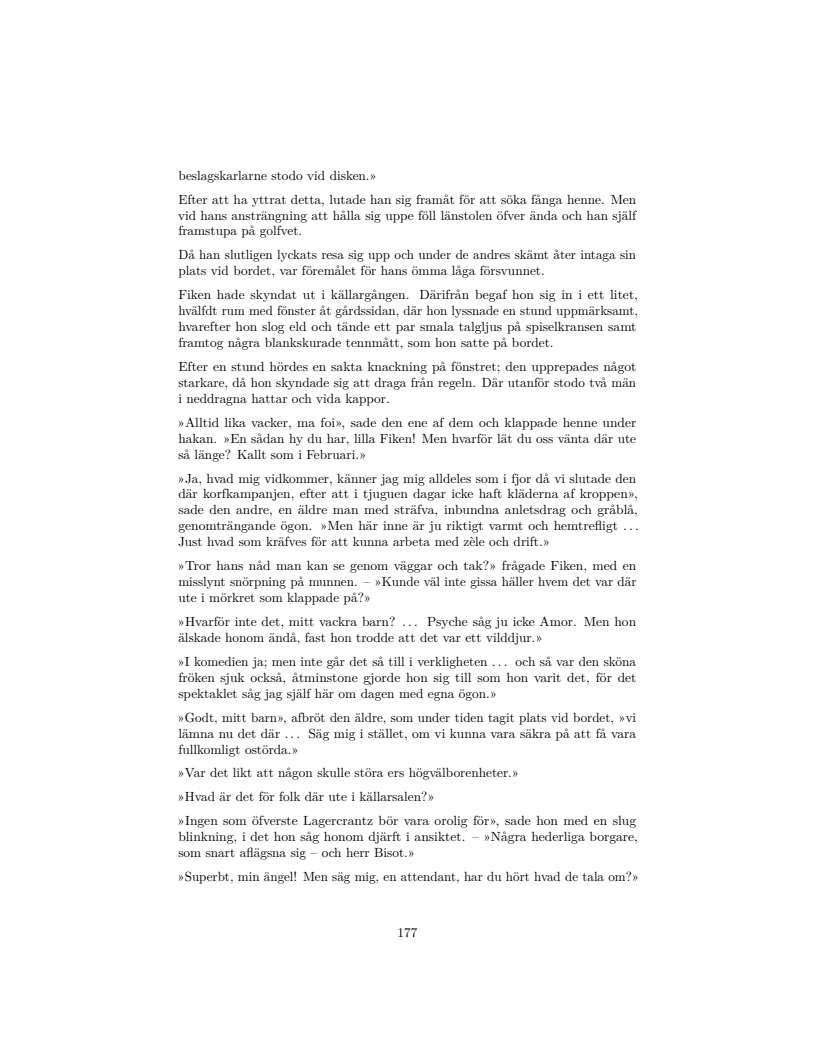 beslagskarlarne stodo vid disken.»
Efter att ha yttrat detta, lutade han sig framåt för att söka fånga henne. Men
vid hans ansträngning att hålla sig uppe föll länstolen öfver ända och han själf
framstupa på golfvet.
Då han slutligen lyckats resa sig upp och under de andres skämt åter intaga sin
plats vid bordet, var föremålet för hans ömma låga försvunnet.
Fiken hade skyndat ut i källargången. Därifrån begaf hon sig in i ett litet,
hvälfdt rum med fönster åt gårdssidan, där hon lyssnade en stund uppmärksamt,
hvarefter hon slog eld och tände ett par smala talgljus på spiselkransen samt
framtog några blankskurade tennmått, som hon satte på bordet.
Efter en stund hördes en sakta knackning på fönstret; den upprepades något
starkare, då hon skyndade sig att draga från regeln. Där utanför stodo två män
i neddragna hattar och vida kappor.
»Alltid lika vacker, ma foi», sade den ene af dem och klappade henne under
hakan. »En sådan hy du har, lilla Fiken! Men hvarför lät du oss vänta där ute
så länge? Kallt som i Februari.»
»Ja, hvad mig vidkommer, känner jag mig alldeles som i fjor då vi slutade den
där korfkampanjen, efter att i tjuguen dagar icke haft kläderna af kroppen»,
sade den andre, en äldre man med sträfva, inbundna anletsdrag och gråblå,
genomträngande ögon. »Men här inne är ju riktigt varmt och hemtrefligt ...
Just hvad som kräfves för att kunna arbeta med zèle och drift.»
»Tror hans nåd man kan se genom väggar och tak?» frågade Fiken, med en
misslynt snörpning på munnen. – »Kunde väl inte gissa häller hvem det var där
ute i mörkret som klappade på?»
»Hvarför inte det, mitt vackra barn? ... Psyche såg ju icke Amor. Men hon
älskade honom ändå, fast hon trodde att det var ett vilddjur.»
»I komedien ja; men inte går det så till i verkligheten ... och så var den sköna
fröken sjuk också, åtminstone gjorde hon sig till som hon varit det, för det
spektaklet såg jag själf här om dagen med egna ögon.»
»Godt, mitt barn», afbröt den äldre, som under tiden tagit plats vid bordet, »vi
lämna nu det där ... Säg mig i stället, om vi kunna vara säkra på att få vara
fullkomligt ostörda.»
»Var det likt att någon skulle störa ers högvälborenheter.»
»Hvad är det för folk där ute i källarsalen?»
»Ingen som öfverste Lagercrantz bör vara orolig för», sade hon med en slug
blinkning, i det hon såg honom djärft i ansiktet. – »Några hederliga borgare,
som snart aflägsna sig – och herr Bisot.»
»Superbt, min ängel! Men säg mig, en attendant, har du hört hvad de tala om?»
177